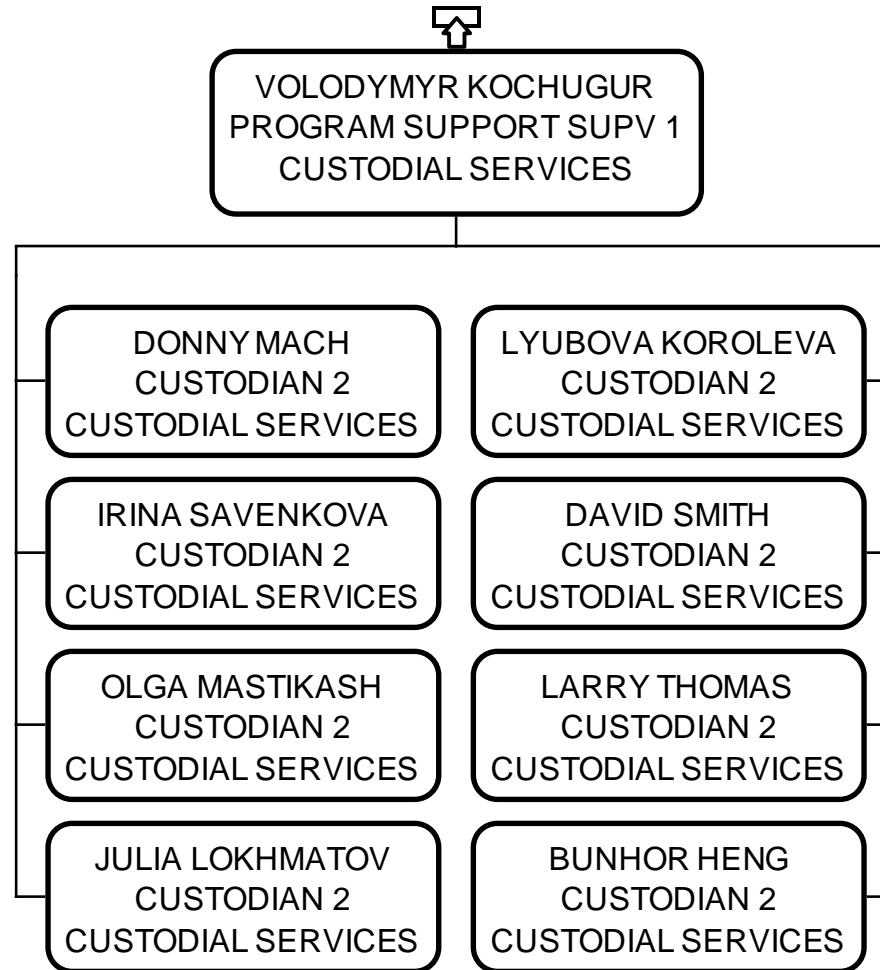 VOLODYMYR KOCHUGUR
PROGRAM SUPPORT SUPV 1
CUSTODIAL SERVICES
DONNY MACH
CUSTODIAN 2
CUSTODIAL SERVICES
LYUBOVA KOROLEVA
CUSTODIAN 2
CUSTODIAL SERVICES
IRINA SAVENKOVA
CUSTODIAN 2
CUSTODIAL SERVICES
DAVID SMITH
CUSTODIAN 2
CUSTODIAL SERVICES
OLGA MASTIKASH
CUSTODIAN 2
CUSTODIAL SERVICES
LARRY THOMAS
CUSTODIAN 2
CUSTODIAL SERVICES
JULIA LOKHMATOV
CUSTODIAN 2
CUSTODIAL SERVICES
BUNHOR HENG
CUSTODIAN 2
CUSTODIAL SERVICES